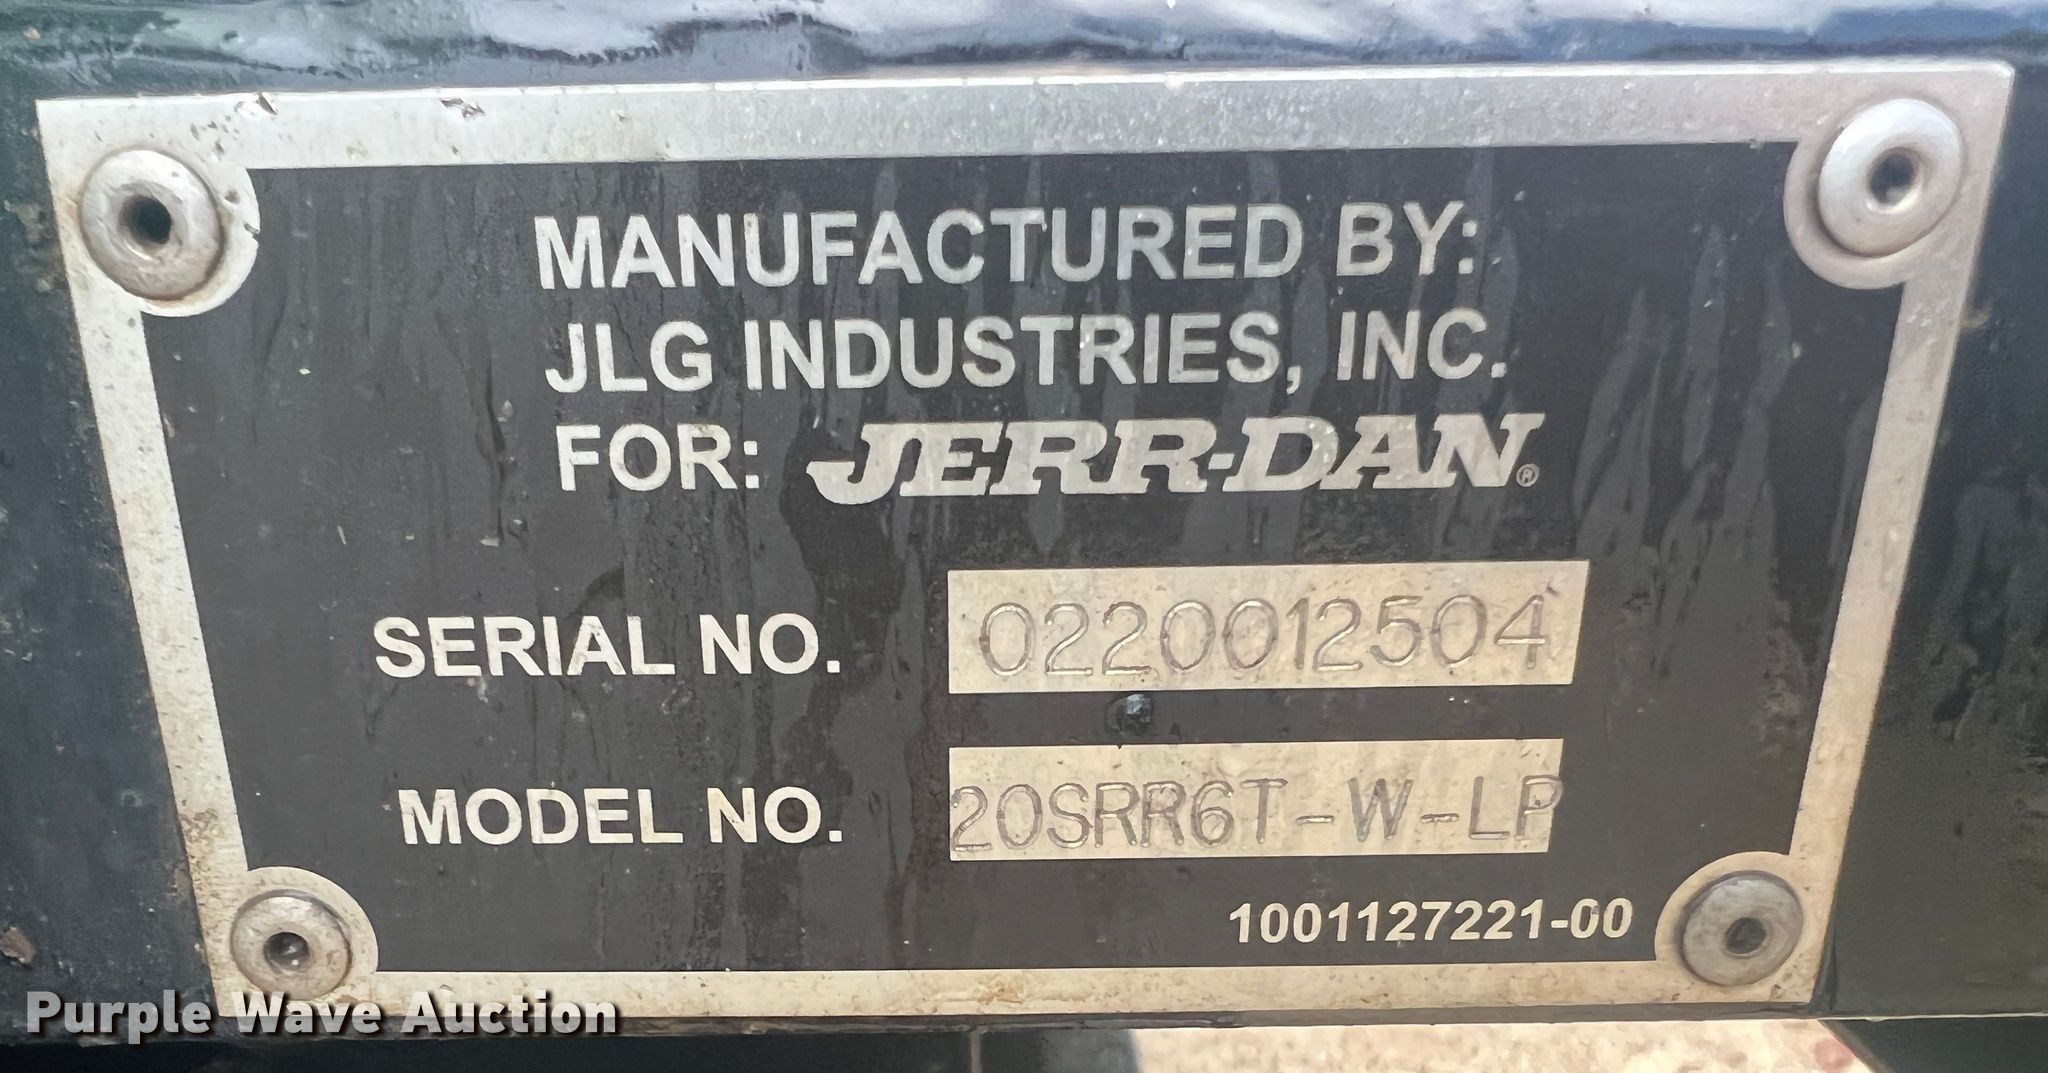 MANUFACTURED BY:
JLG INDUSTRIES, INC.
FOR: JERR-DAN®
SERIAL NO. 0220012504
MODEL NO. 20SRR6T-W-LP
1001127221-00
Purple Wave Auction